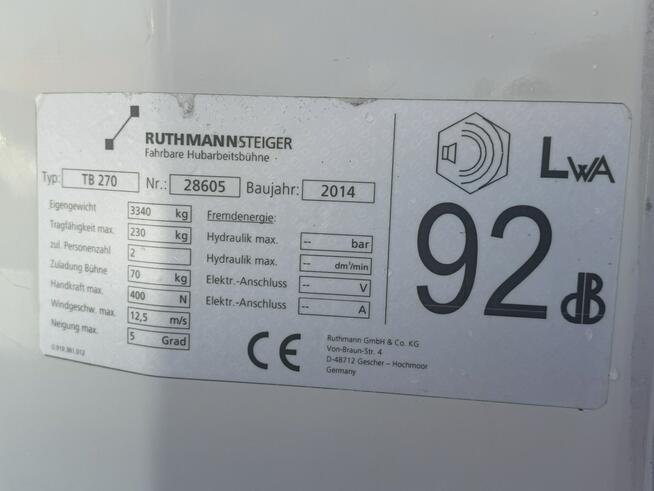 RUTHMANNSTEIGER
Fahrbare Hubarbeitsbühne
Typ: TB 270 Nr.: 28605 Baujahr: 2014
Eigengewicht 3340 kg
Tragfähigkeit max. 230 kg
zul. Personenzahl 2
Zuladung Bühne 70 kg
Handkraft max. 400 N
Windgeschw. max. 12,5 m/s
Neigung max. 5 Grad
Fremdenergie:
Hydraulik max. -- bar
Hydraulik max. -- dm³/min
Elektr.-Anschluss -- V
Elektr.-Anschluss -- A
CE
Ruthmann GmbH & Co. KG
Von-Braun-Str. 4
D-48712 Gescher – Hochmoor
Germany
LWA
92 dB